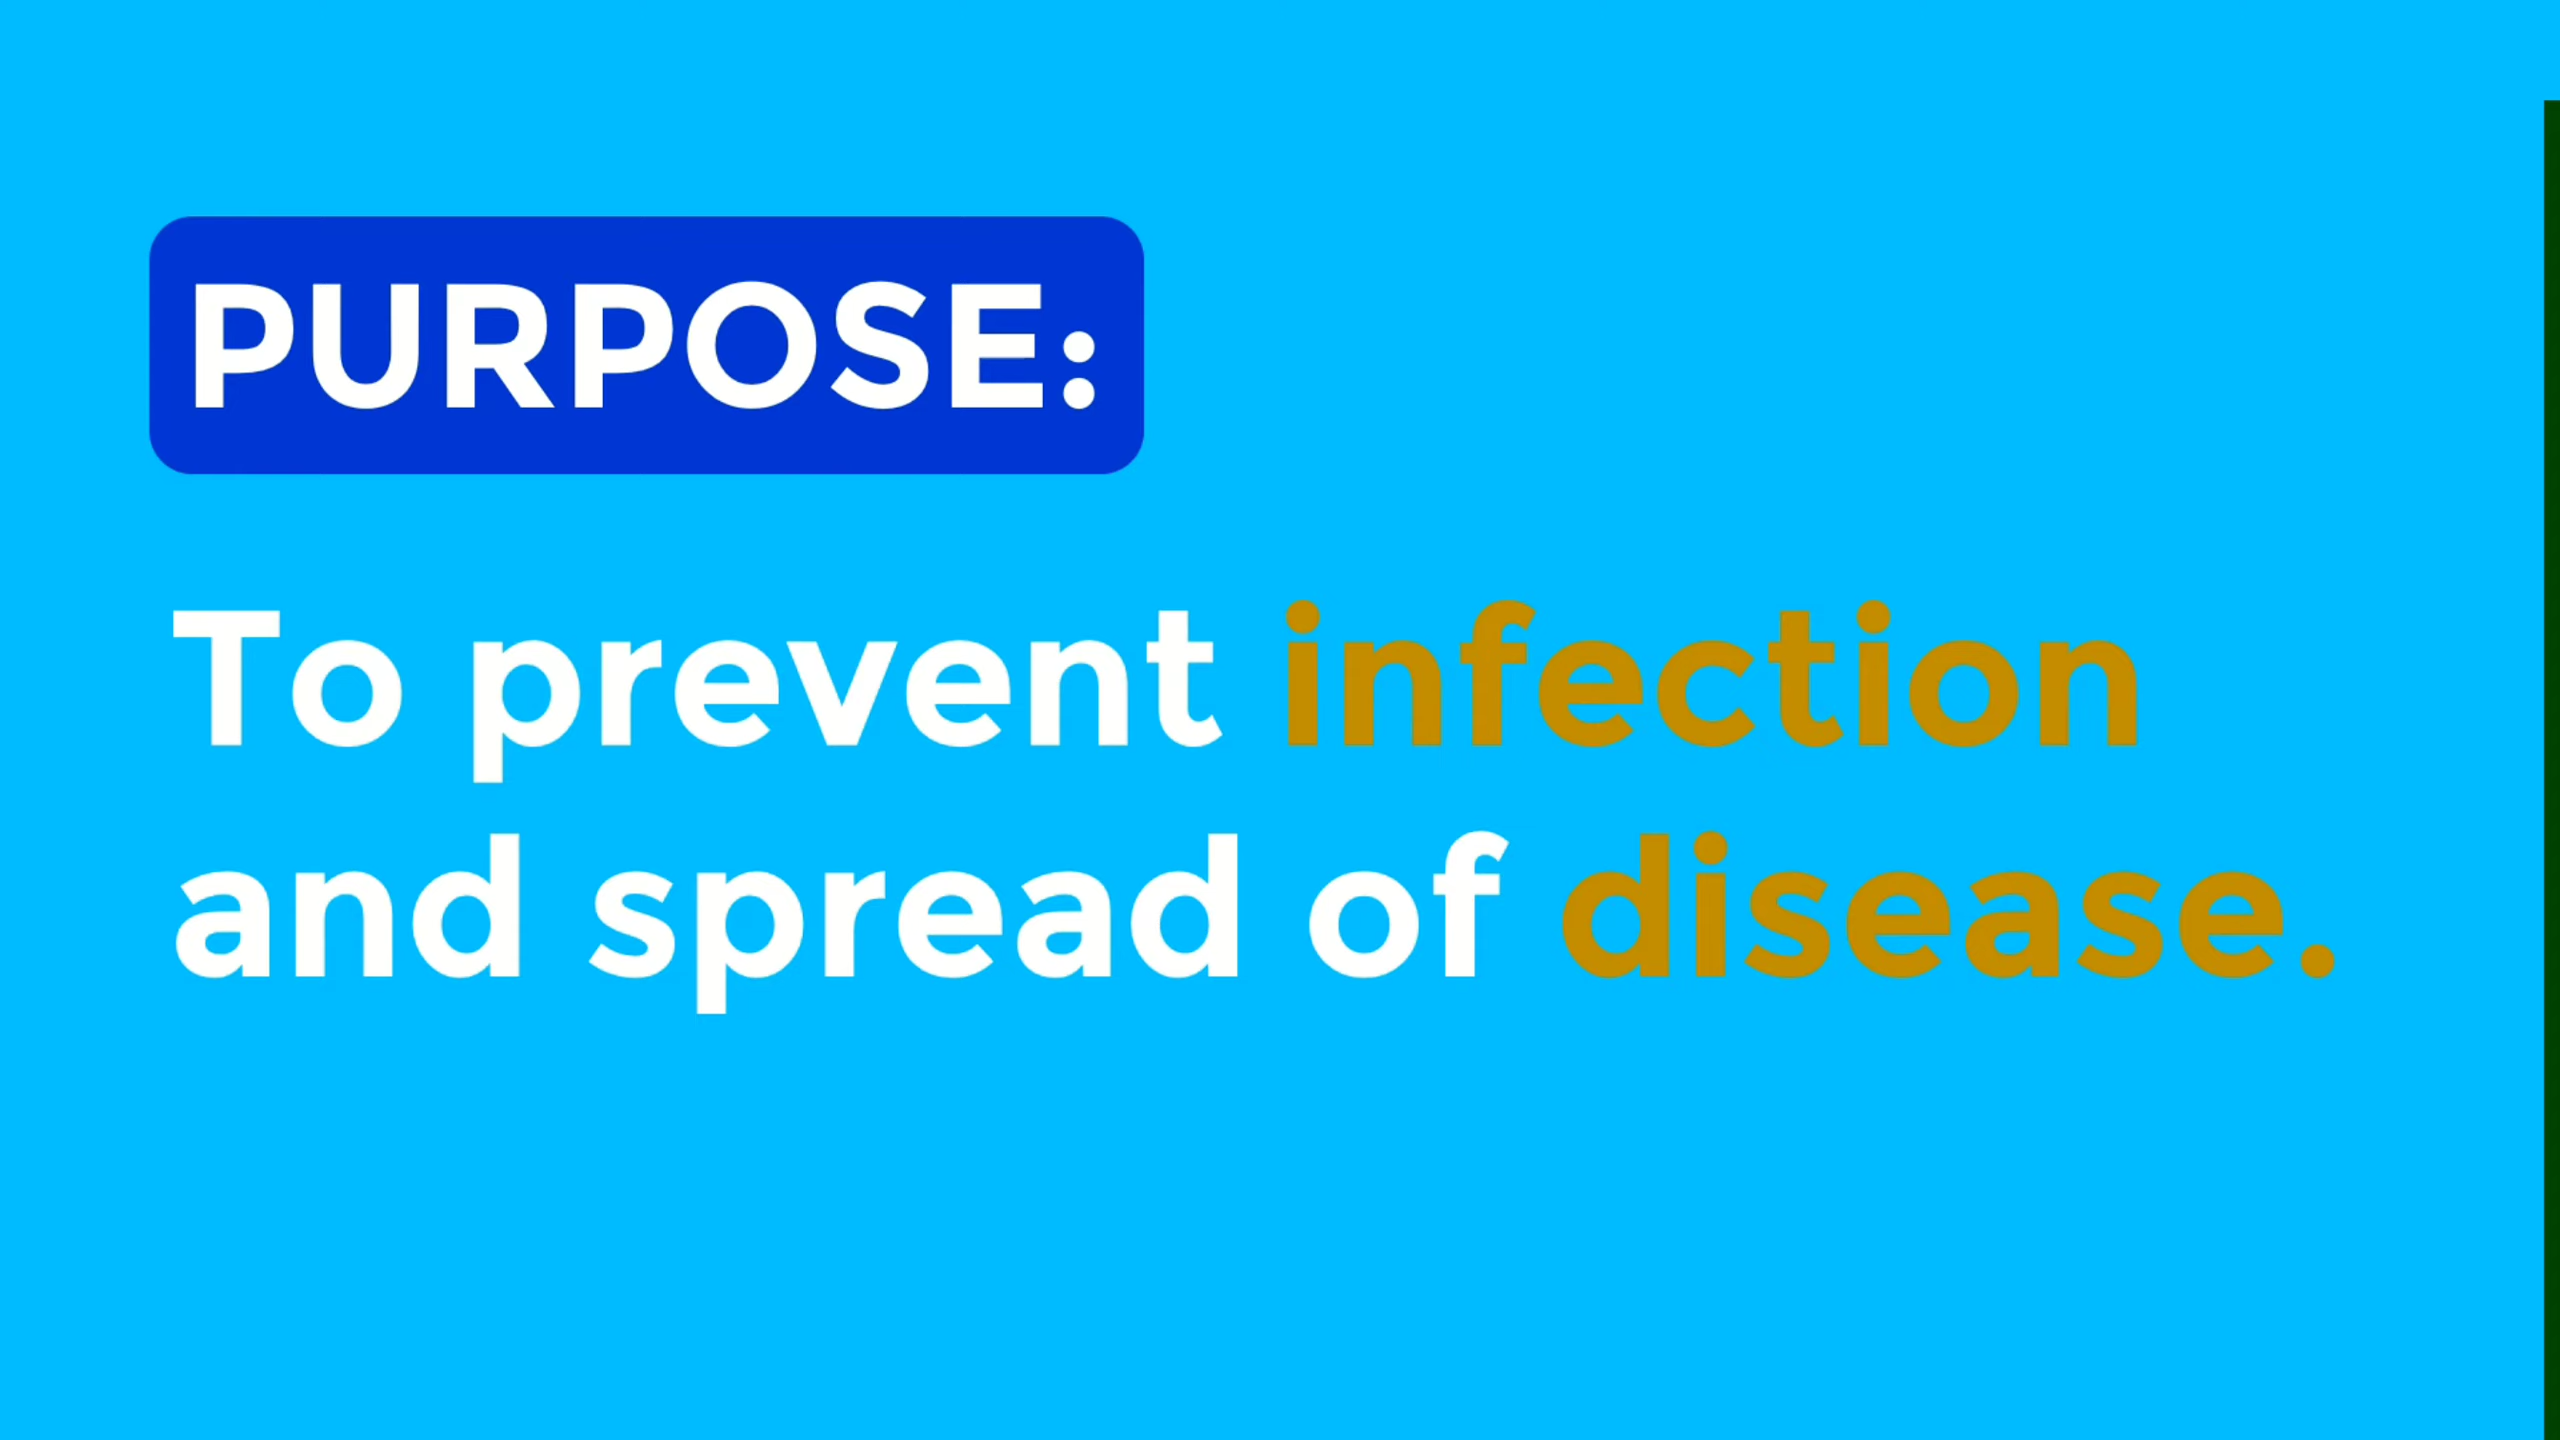 PURPOSE:
To prevent infection
and spread of disease.